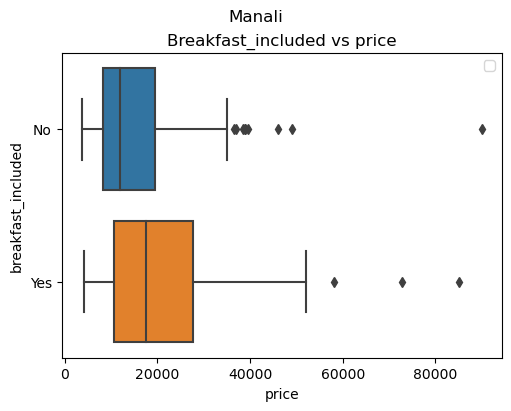 Manali
Breakfast_included vs price
No
Yes
breakfast_included
0 20000 40000 60000 80000
price